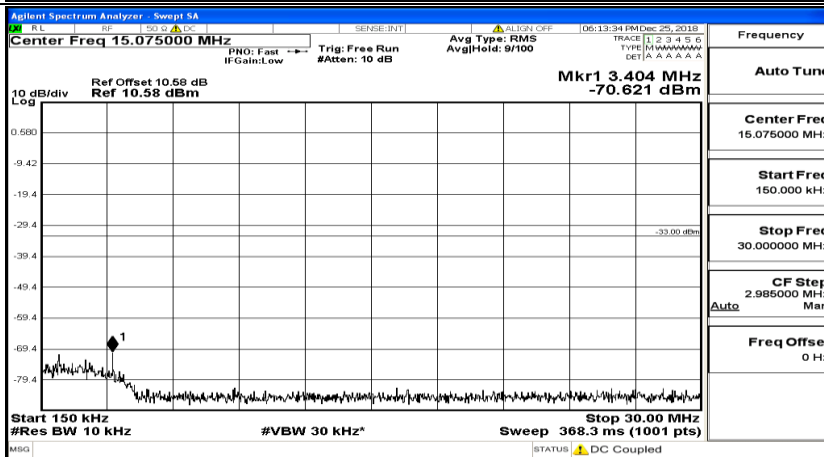 Agilent Spectrum Analyzer - Swept SA
LXI RL RF 50 Ω DC SENSE:INT ALIGN OFF 06:13:34 PM Dec 25, 2018
Center Freq 15.075000 MHz
PNO: Fast
IFGain:Low
Trig: Free Run
#Atten: 10 dB
Avg Type: RMS
Avg|Hold: 9/100
TRACE 1 2 3 4 5 6
TYPE M
DET A A A A A A
Ref Offset 10.58 dB
10 dB/div Ref 10.58 dBm
Log
Mkr1 3.404 MHz
-70.621 dBm
0.580
-9.42
-19.4
-29.4
-33.00 dBm
-39.4
-49.4
-59.4
-69.4
-79.4
1
Start 150 kHz Stop 30.00 MHz
#Res BW 10 kHz #VBW 30 kHz* Sweep 368.3 ms (1001 pts)
MSG STATUS DC Coupled
Frequency
Auto Tune
Center Freq
15.075000 MHz
Start Freq
150.000 kHz
Stop Freq
30.000000 MHz
CF Step
2.985000 MHz
Auto Man
Freq Offset
0 Hz